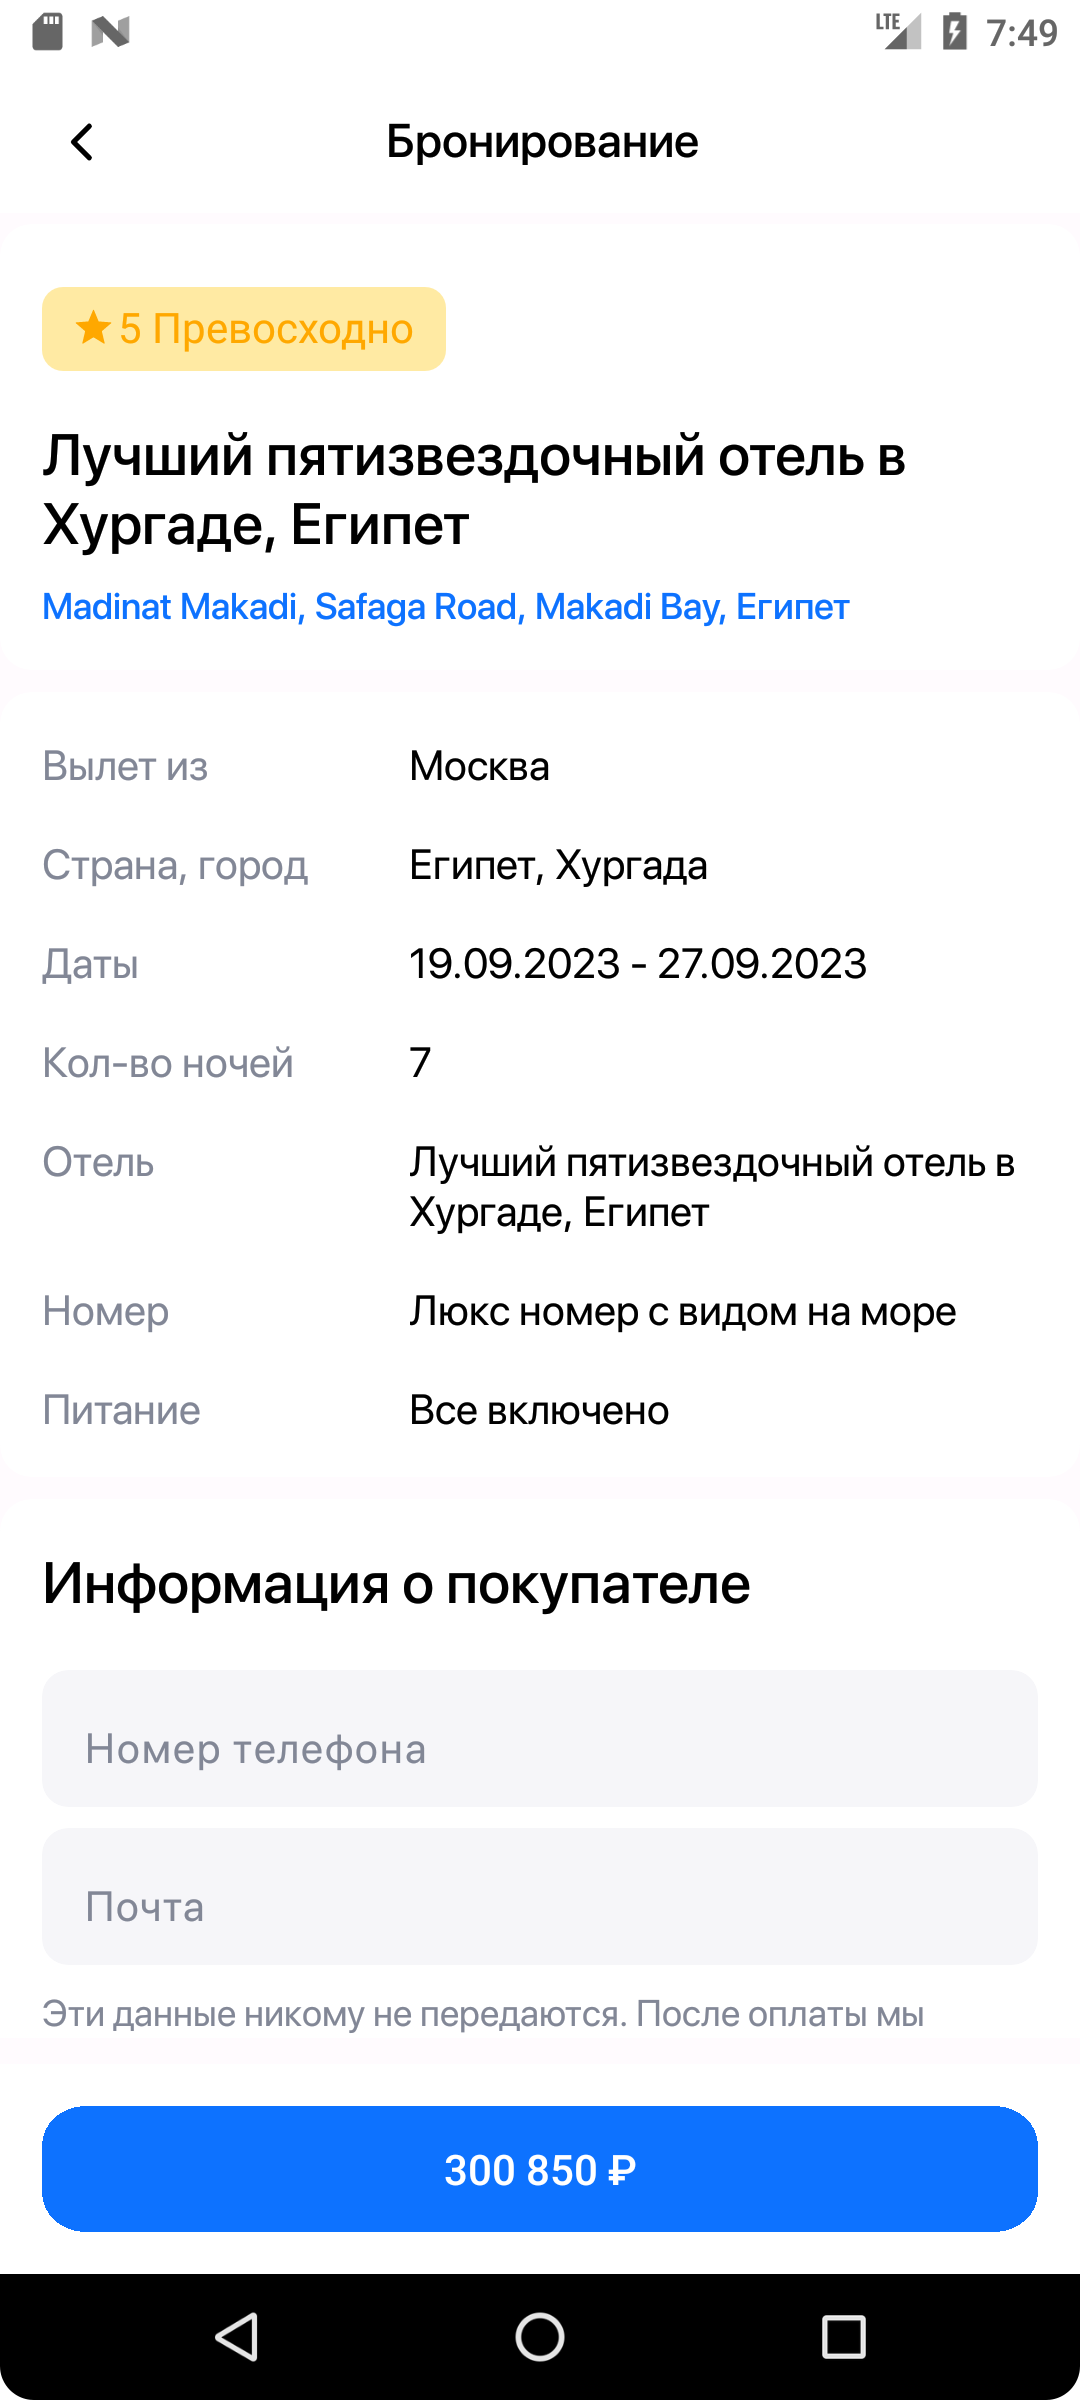 LTE 7:49
Бронирование
5 Превосходно
Лучший пятизвездочный отель в
Хургаде, Египет
Madinat Makadi, Safaga Road, Makadi Bay, Египет
Вылет из Москва
Страна, город Египет, Хургада
Даты 19.09.2023 - 27.09.2023
Кол-во ночей 7
Отель Лучший пятизвездочный отель в
Хургаде, Египет
Номер Люкс номер с видом на море
Питание Все включено
Информация о покупателе
Номер телефона
Почта
Эти данные никому не передаются. После оплаты мы
300 850 ₽